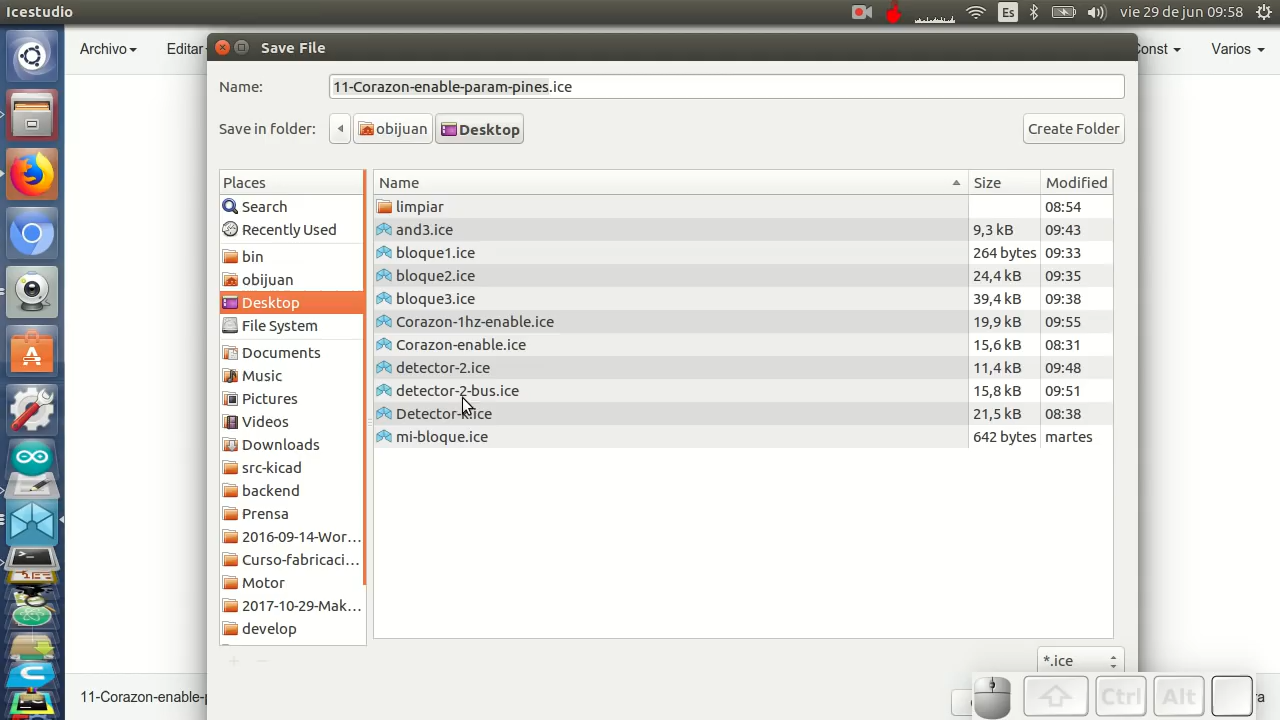 Icestudio
Es
vie 29 de jun 09:58
Archivo
Editar
Const
Varios
Save File
Name:
11-Corazon-enable-param-pines.ice
Save in folder:
obijuan
Desktop
Create Folder
Places
Name
Size
Modified
Search
Recently Used
bin
obijuan
Desktop
File System
Documents
Music
Pictures
Videos
Downloads
src-kicad
backend
Prensa
2016-09-14-Wor…
Curso-fabricaci…
Motor
2017-10-29-Mak…
develop
limpiar 08:54
and3.ice 9,3 kB 09:43
bloque1.ice 264 bytes 09:33
bloque2.ice 24,4 kB 09:35
bloque3.ice 39,4 kB 09:38
Corazon-1hz-enable.ice 19,9 kB 09:55
Corazon-enable.ice 15,6 kB 08:31
detector-2.ice 11,4 kB 09:48
detector-2-bus.ice 15,8 kB 09:51
21,5 kB 08:38
mi-bloque.ice 642 bytes martes
*.ice
11-Corazon-enable-p
Ctrl
Alt